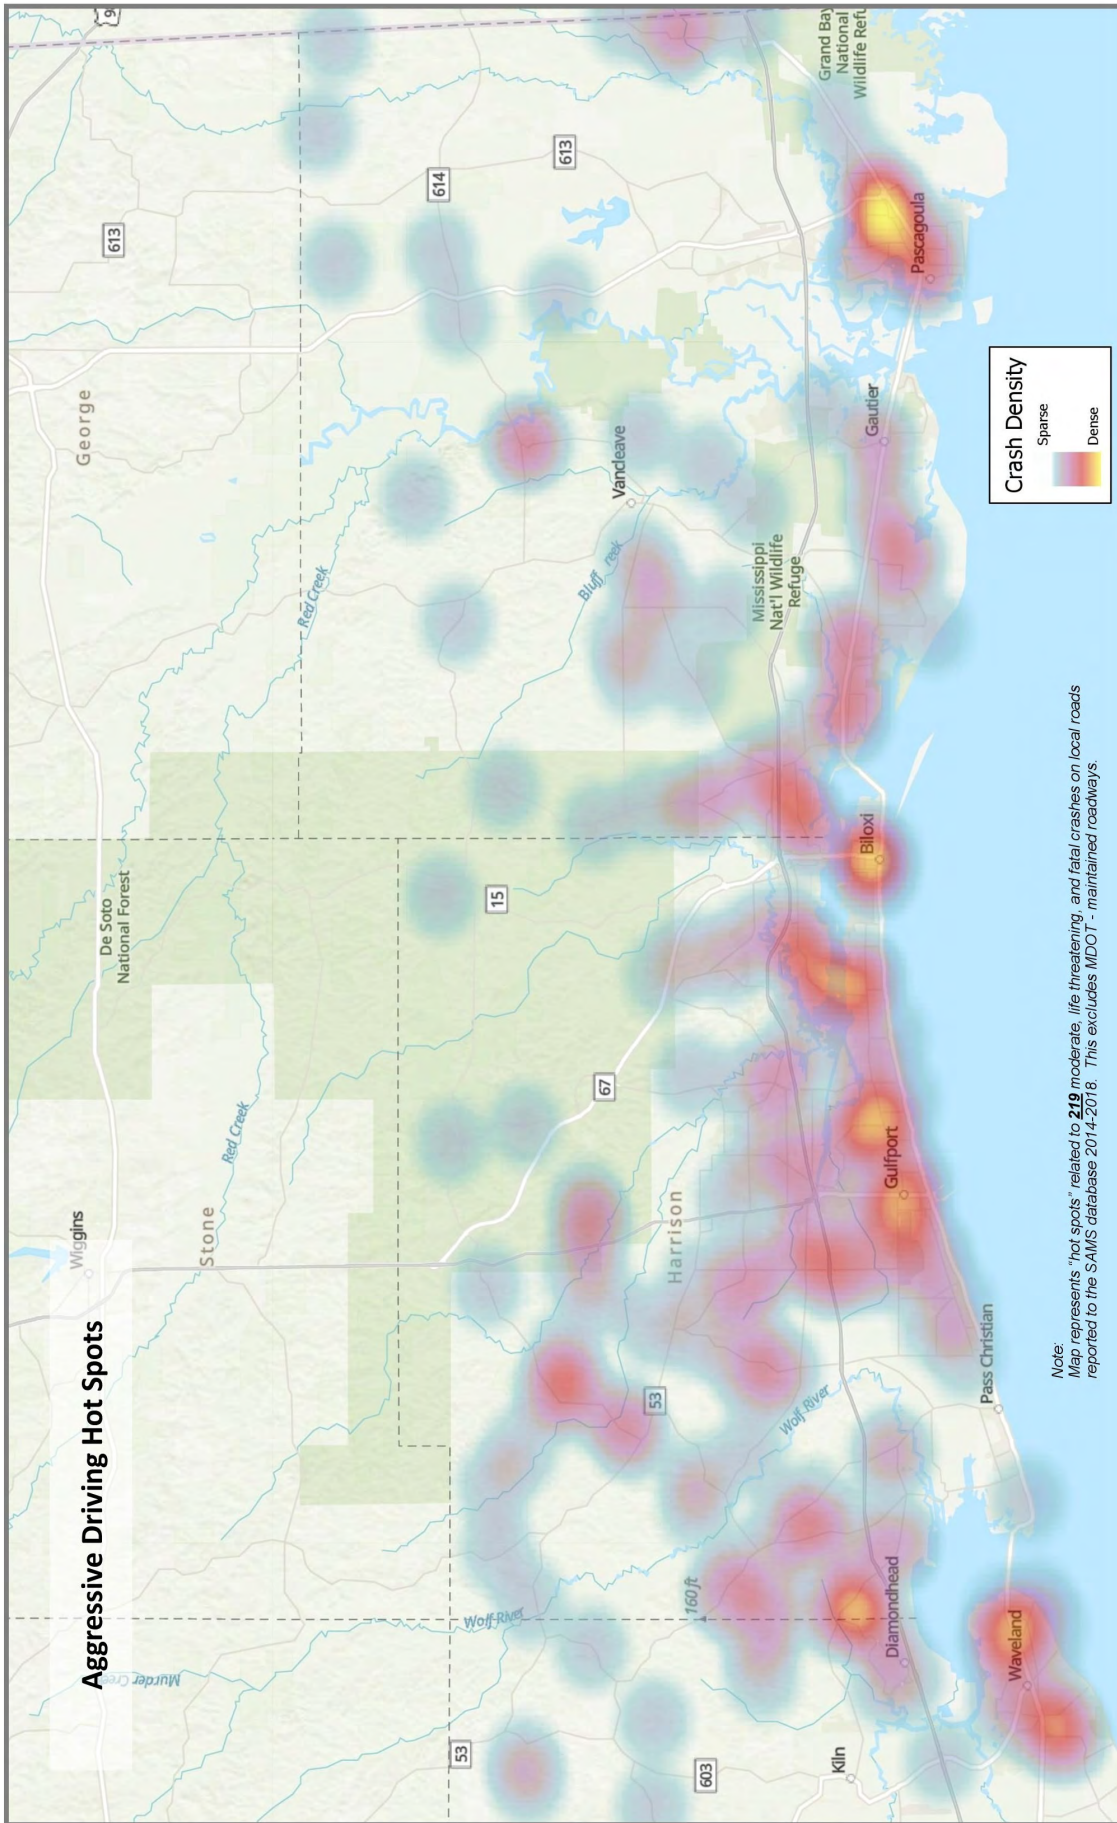 Aggressive Driving Hot Spots
Wiggins
George
613
De Soto
National Forest
Murder Cree
Stone
Red Creek
Red Creek
53
614
Wolf River
15
613
67
Bluff
reek
Vancleave
53
Harrison
160 ft
603
Wolf River
Mississippi
Nat'l Wildlife
Refuge
Grand Bay
National
Wildlife Refu
Kiln
Diamondhead
Gulfport
Biloxi
Gautier
Pascagoula
Pass Christian
Waveland
Crash Density
Sparse
Dense
Note:
Map represents "hot spots" related to 219 moderate, life threatening, and fatal crashes on local roads
reported to the SAMS database 2014-2018. This excludes MDOT - maintained roadways.